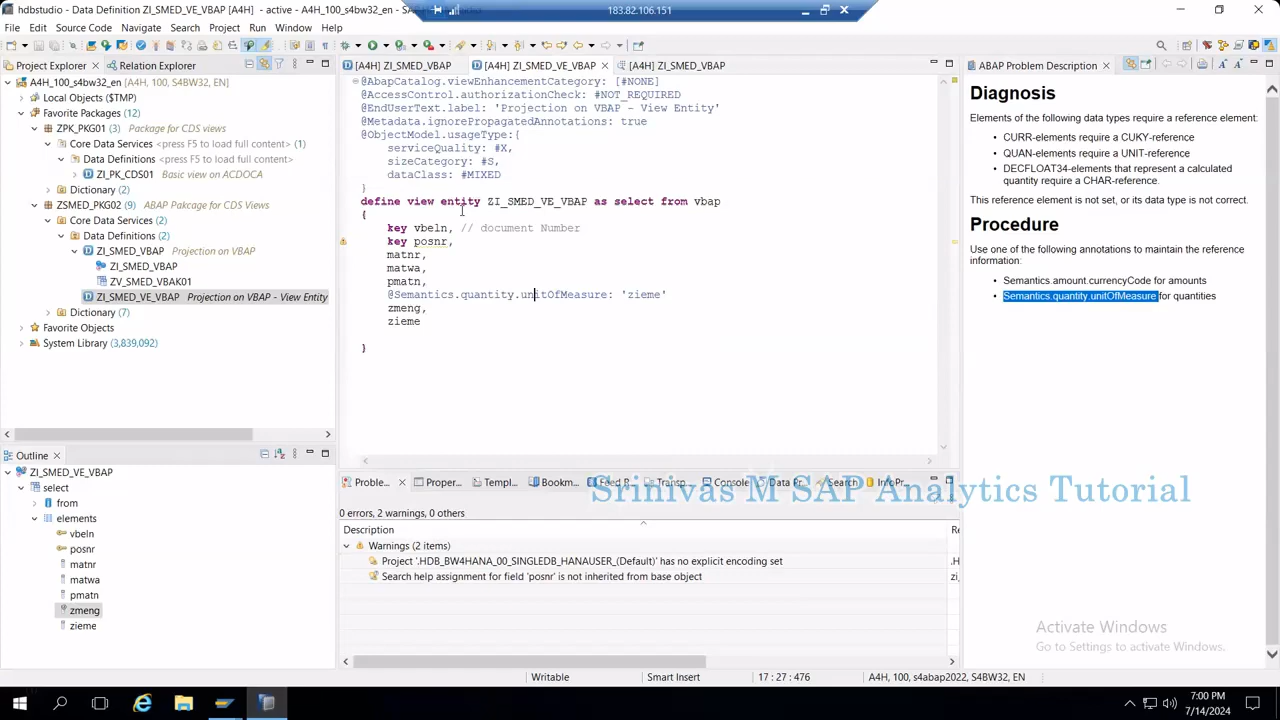 hdbstudio - Data Definition ZI_SMED_VE_VBAP [A4H] - active - A4H_100_s4bw32_en -
183.82.106.151
File Edit Source Code Navigate Search Project Run Window Help
Project Explorer
Relation Explorer
A4H_100_s4bw32_en [A4H, 100, S4BW32, EN]
Local Objects ($TMP)
Favorite Packages (12)
ZPK_PKG01 (3) Package for CDS views
Core Data Services <press F5 to load full content> (1)
Data Definitions <press F5 to load full content>
ZI_PK_CDS01 Basic view on ACDOCA
Dictionary (2)
ZSMED_PKG02 (9) ABAP Pakcage for CDS views
Core Data Services (2)
Data Definitions (2)
ZI_SMED_VBAP Projection on VBAP
ZI_SMED_VBAP
ZV_SMED_VBAK01
ZI_SMED_VE_VBAP Projection on VBAP - View Entity
Dictionary (7)
Favorite Objects
System Library (3,839,092)
Outline
ZI_SMED_VE_VBAP
select
from
elements
vbeln
posnr
matnr
matwa
pmatn
zmeng
zieme
[A4H] ZI_SMED_VBAP
[A4H] ZI_SMED_VE_VBAP
[A4H] ZI_SMED_VBAP
@AbapCatalog.viewEnhancementCategory: [#NONE]
@AccessControl.authorizationCheck: #NOT_REQUIRED
@EndUserText.label: 'Projection on VBAP - View Entity'
@Metadata.ignorePropagatedAnnotations: true
@ObjectModel.usageType:{
serviceQuality: #X,
sizeCategory: #S,
dataClass: #MIXED
}
define view entity ZI_SMED_VE_VBAP as select from vbap
{
key vbeln, // document Number
key posnr,
matnr,
matwa,
pmatn,
@Semantics.quantity.unitOfMeasure: 'zieme'
zmeng,
zieme
}
Proble... Proper... Templ... Bookm... Feed R... Transp... Console Data Pr... Search InfoPr...
Srinivas M SAP Analytics Tutorial
0 errors, 2 warnings, 0 others
Description
Re
Warnings (2 items)
Project '.HDB_BW4HANA_00_SINGLEDB_HANAUSER_(Default)' has no explicit encoding set
.H
Search help assignment for field 'posnr' is not inherited from base object
zi_
ABAP Problem Description
Diagnosis
Elements of the following data types require a reference element:
• CURR-elements require a CUKY-reference
• QUAN-elements require a UNIT-reference
• DECFLOAT34-elements that represent a calculated
quantity require a CHAR-reference.
This reference element is not set, or its data type is not correct.
Procedure
Use one of the following annotations to maintain the reference
information:
• Semantics.amount.currencyCode for amounts
• Semantics.quantity.unitOfMeasure for quantities
Activate Windows
Go to Settings to activate Windows.
Writable
Smart Insert
17 : 27 : 476
A4H, 100, s4abap2022, S4BW32, EN
7:00 PM
7/14/2024